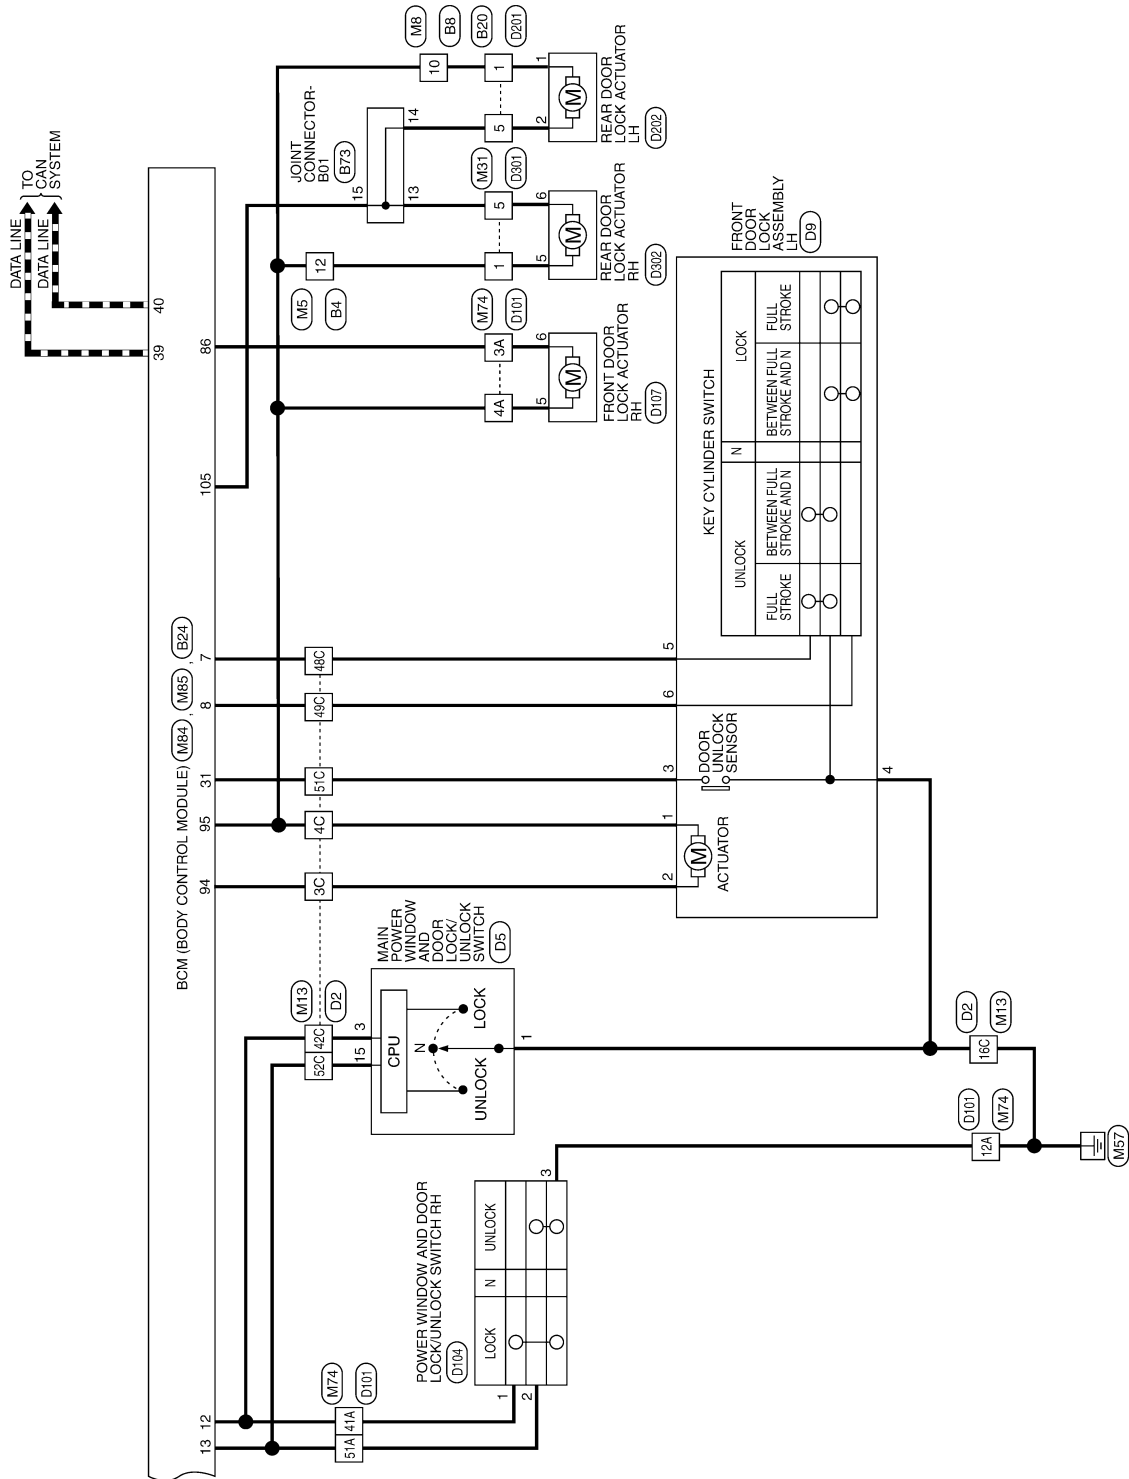 DATA LINE
DATA LINE
TO
CAN
SYSTEM
39
40
BCM (BODY CONTROL MODULE) M84 , M85 , B24
13
12
94
95
31
8
7
105
86
M74
D101
51A
41A
POWER WINDOW AND DOOR
LOCK/UNLOCK SWITCH RH
D104
1
2
LOCK
N
UNLOCK
3
M13
D2
52C
42C
15
3
MAIN
POWER
WINDOW
AND
DOOR
LOCK/
UNLOCK
SWITCH
D5
CPU
UNLOCK
N
LOCK
1
3C
4C
51C
49C
48C
2
1
3
6
5
M
ACTUATOR
DOOR
UNLOCK
SENSOR
4
KEY CYLINDER SWITCH
UNLOCK
N
LOCK
FULL
STROKE
BETWEEN FULL
STROKE AND N
BETWEEN FULL
STROKE AND N
FULL
STROKE
FRONT
DOOR
LOCK
ASSEMBLY
LH
D9
M5
B4
12
JOINT
CONNECTOR-
B01
B73
15
13
14
M8
B8
B20
D201
10
M74
D101
4A
3A
5
6
M
FRONT DOOR
LOCK ACTUATOR
RH
D107
M31
D301
1
5
5
6
M
REAR DOOR
LOCK ACTUATOR
RH
D302
5
1
2
1
M
REAR DOOR
LOCK ACTUATOR
LH
D202
D101
M74
12A
D2
M13
16C
M57